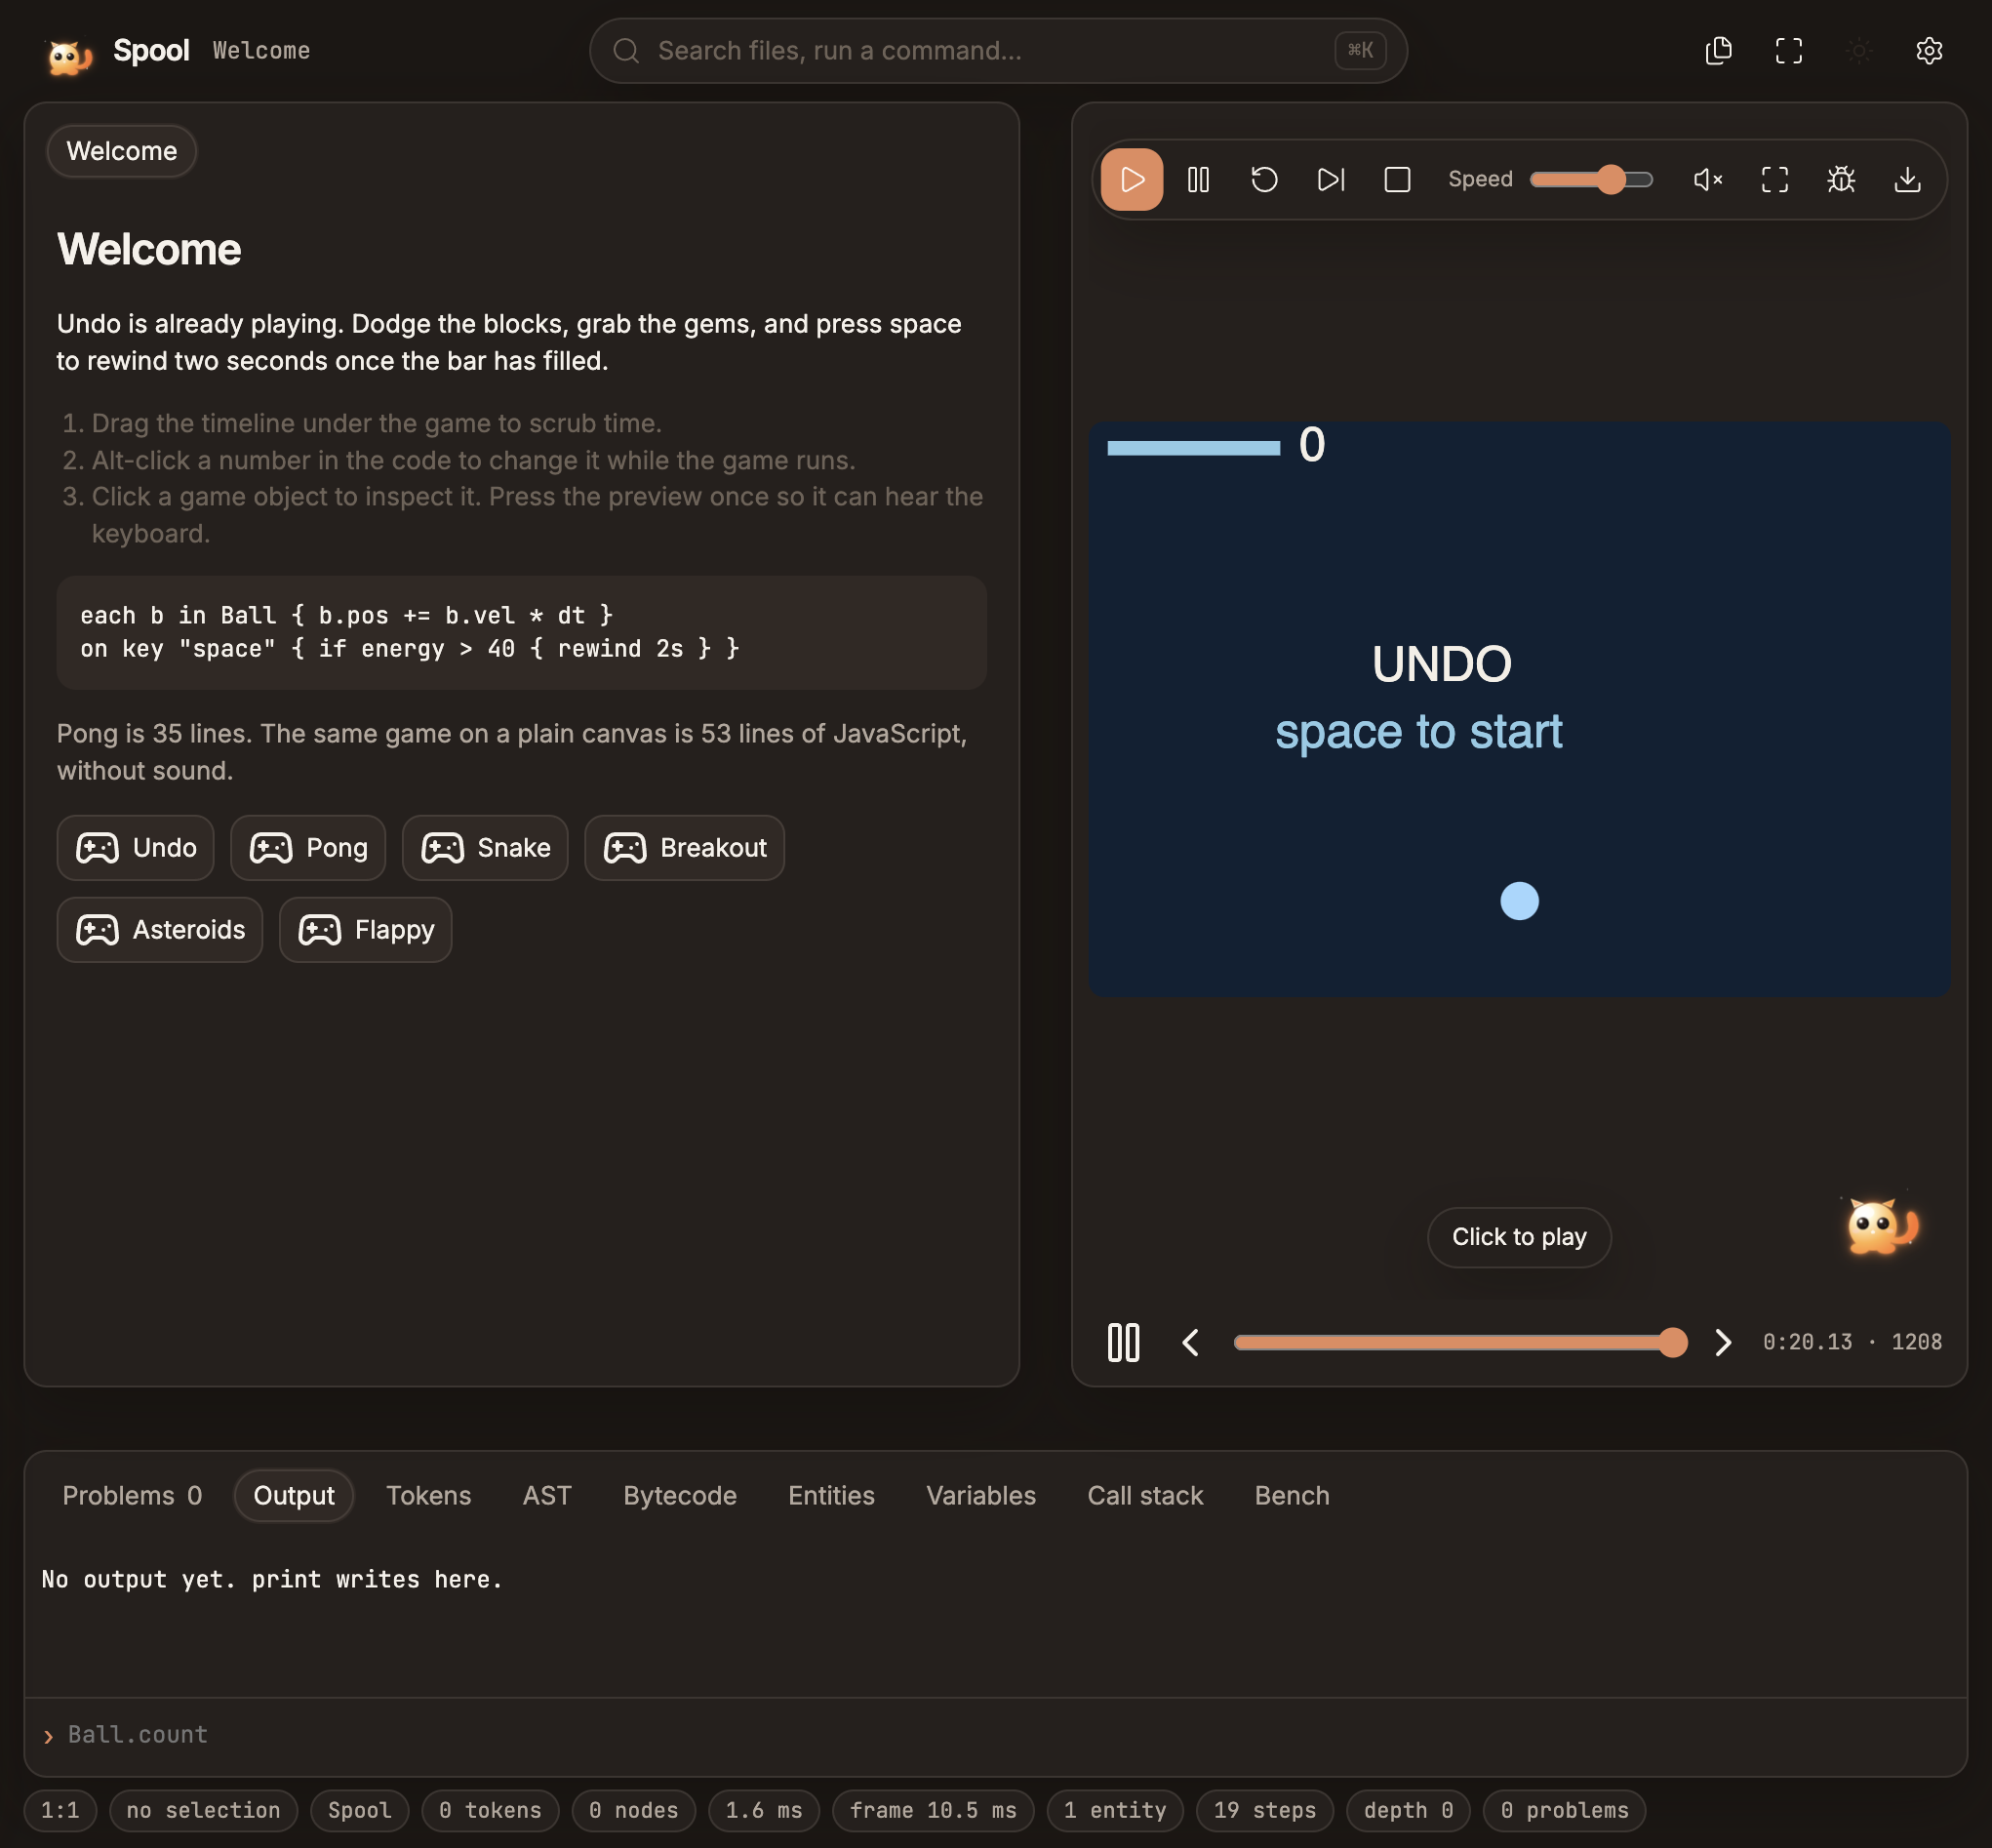 Spool Welcome
Search files, run a command... ⌘K
Welcome
Welcome
Undo is already playing. Dodge the blocks, grab the gems, and press space
to rewind two seconds once the bar has filled.
1. Drag the timeline under the game to scrub time.
2. Alt-click a number in the code to change it while the game runs.
3. Click a game object to inspect it. Press the preview once so it can hear the
keyboard.
each b in Ball { b.pos += b.vel * dt }
on key "space" { if energy > 40 { rewind 2s } }
Pong is 35 lines. The same game on a plain canvas is 53 lines of JavaScript,
without sound.
Undo Pong Snake Breakout
Asteroids Flappy
Speed
0
UNDO
space to start
Click to play
0:20.13 · 1208
Problems 0 Output Tokens AST Bytecode Entities Variables Call stack Bench
No output yet. print writes here.
› Ball.count
1:1 no selection Spool 0 tokens 0 nodes 1.6 ms frame 10.5 ms 1 entity 19 steps depth 0 0 problems